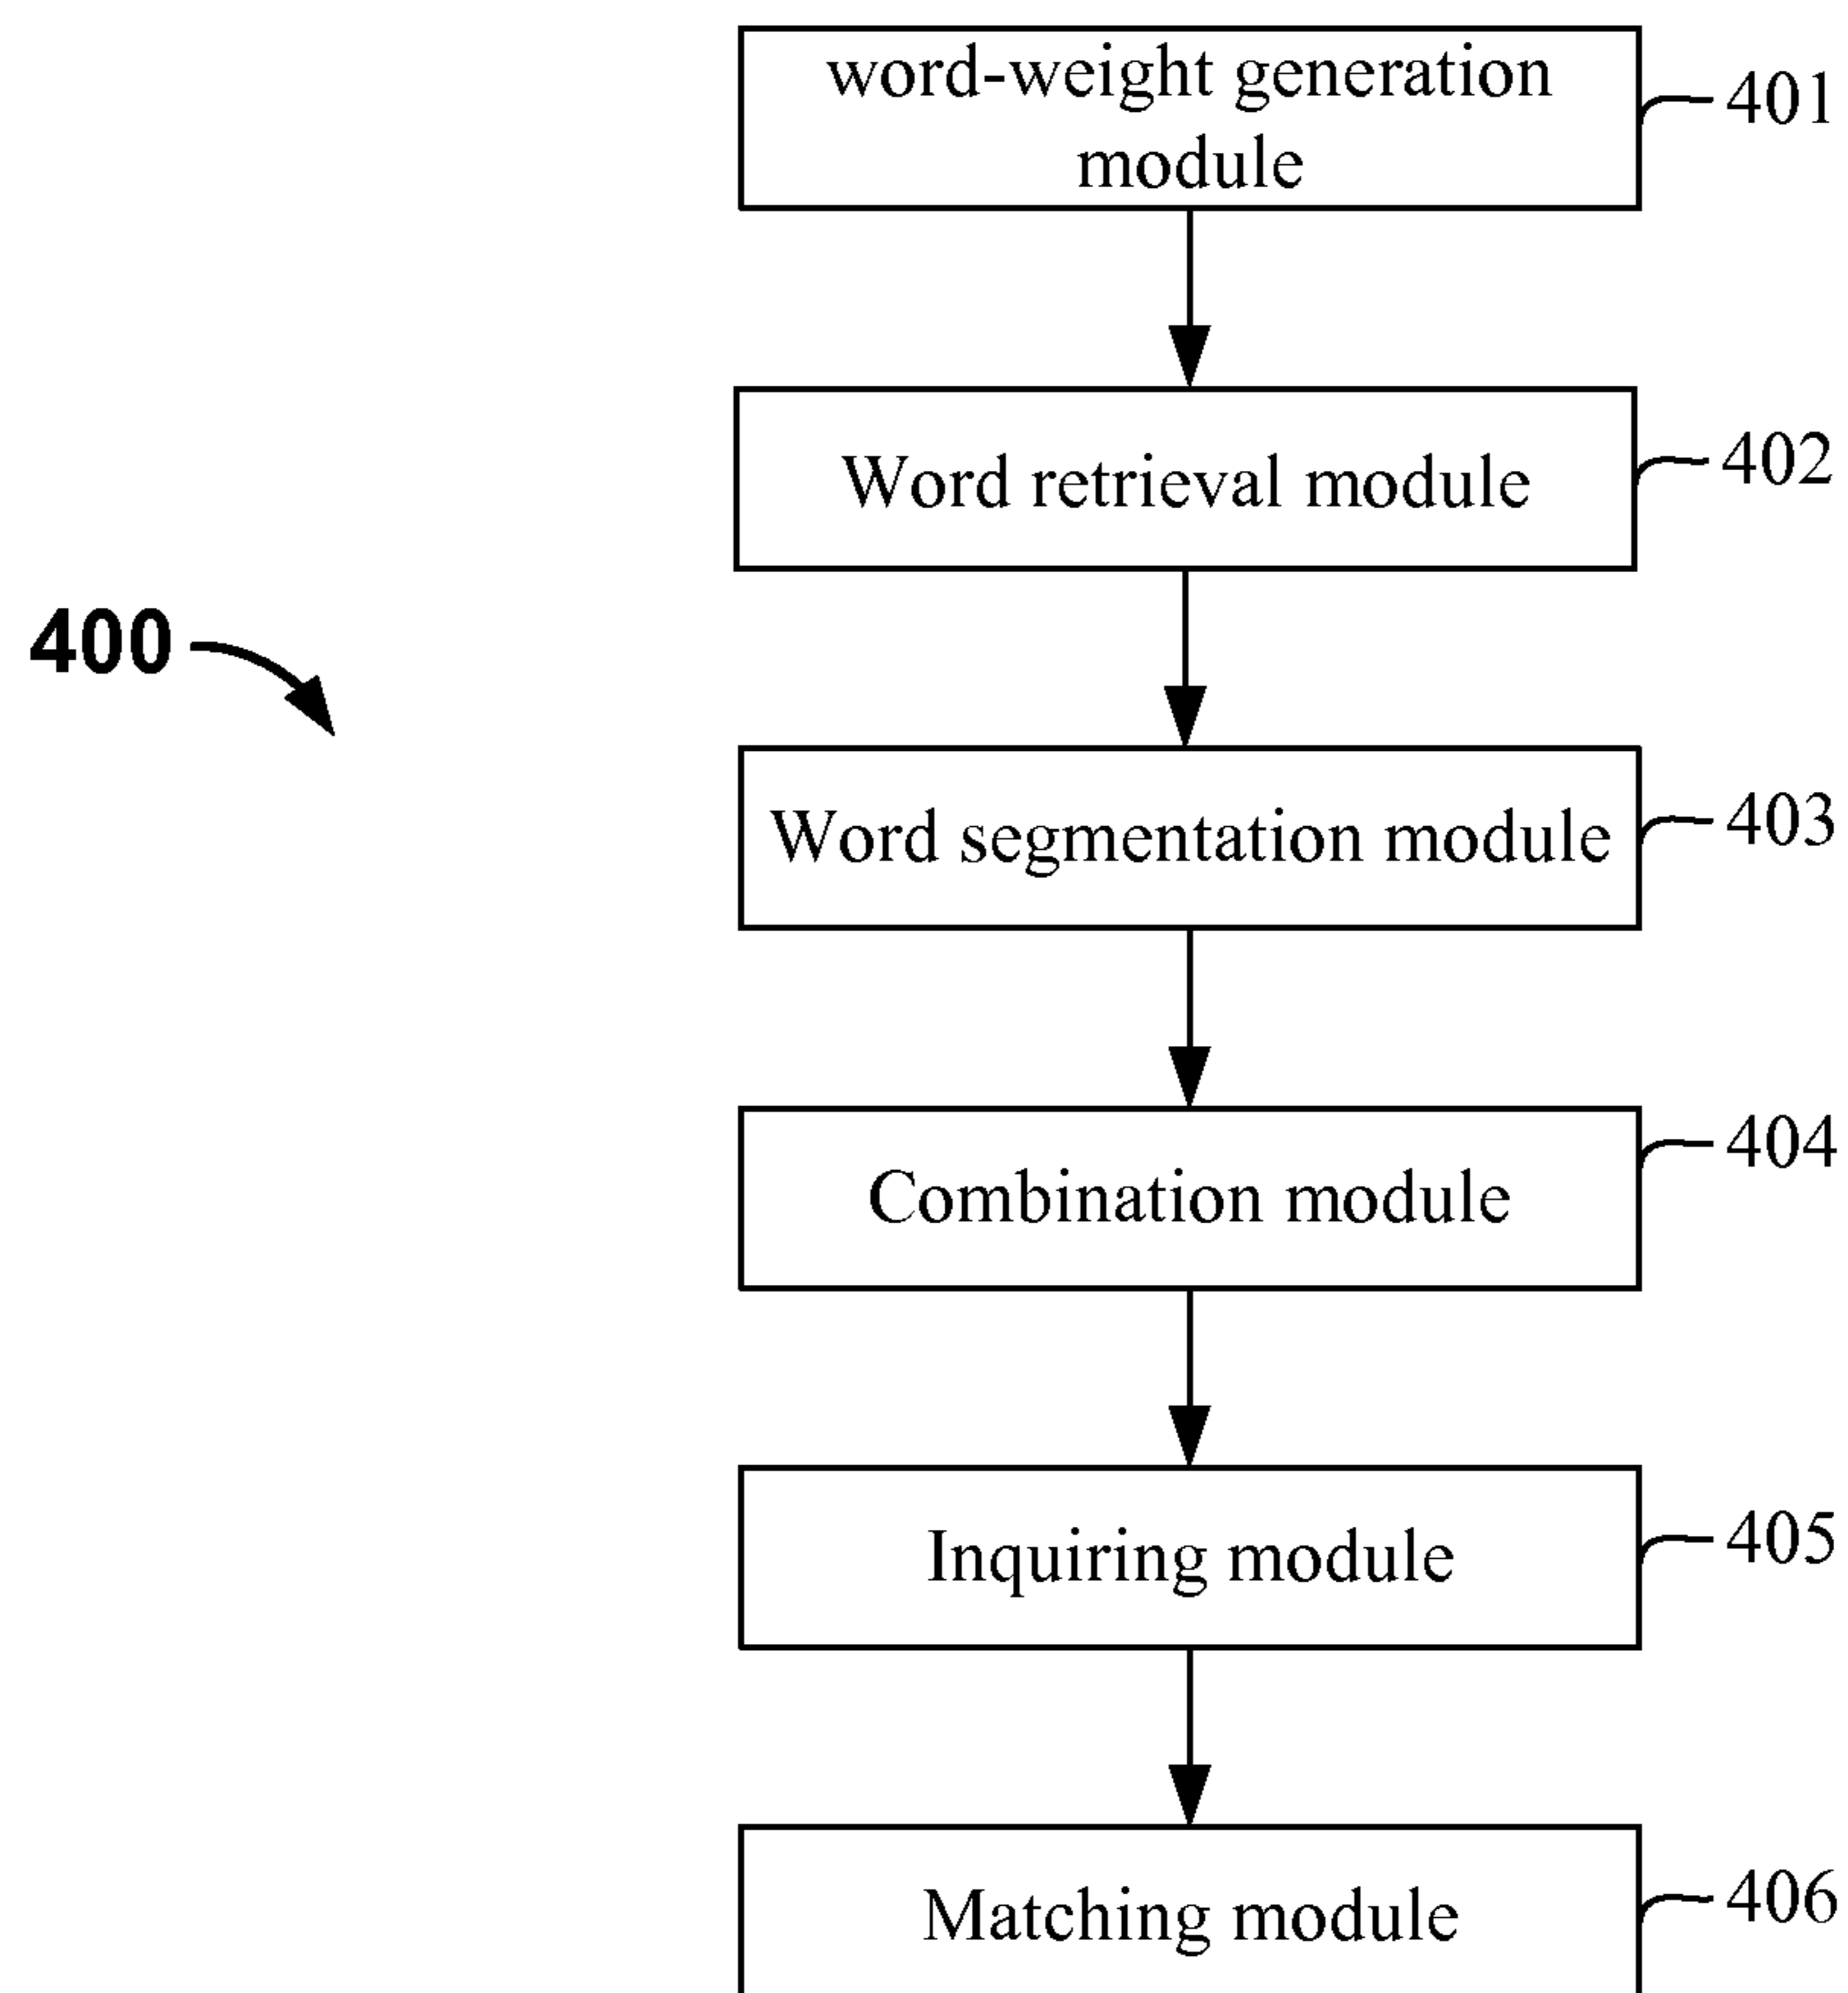 word-weight generation
module
401
Word retrieval module
402
400
Word segmentation module
403
Combination module
404
Inquiring module
405
Matching module
406